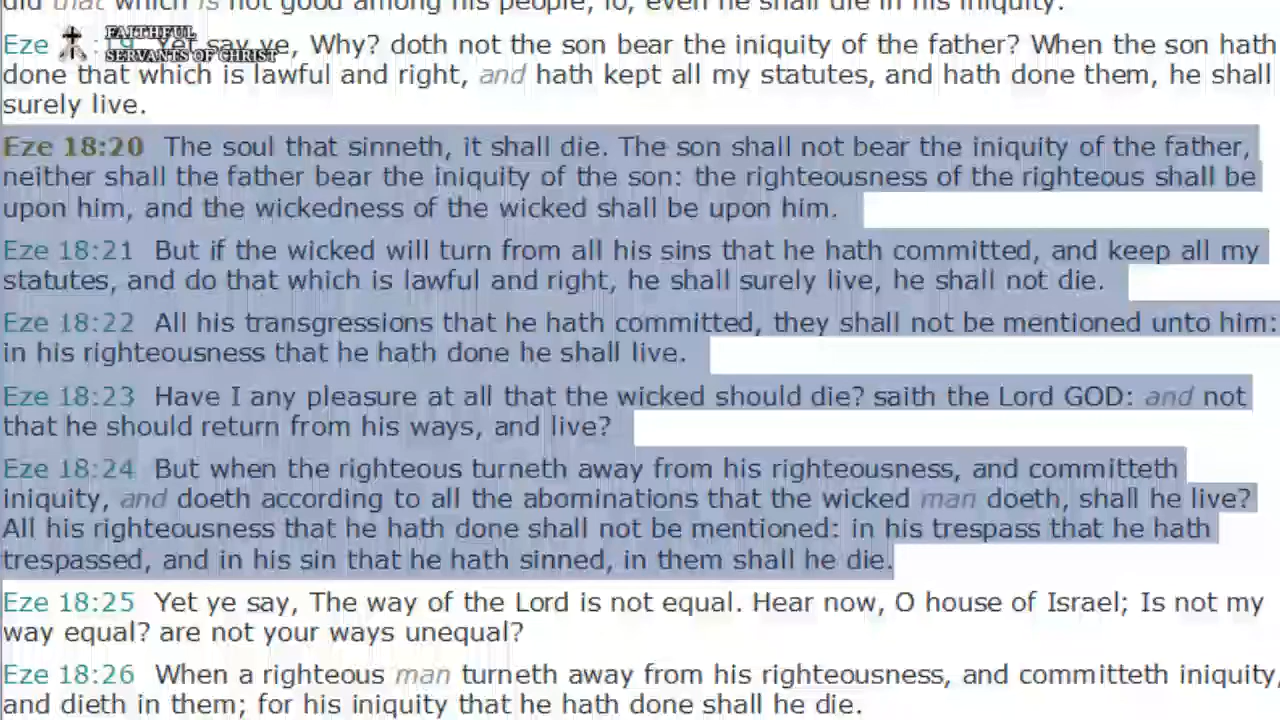 did that which is not good among his people, lo, even he shall die in his iniquity.
FAITHFUL
SERVANTS OF CHRIST
Eze :19 Yet say ye, Why? doth not the son bear the iniquity of the father? When the son hath
done that which is lawful and right, and hath kept all my statutes, and hath done them, he shall
surely live.
Eze 18:20 The soul that sinneth, it shall die. The son shall not bear the iniquity of the father,
neither shall the father bear the iniquity of the son: the righteousness of the righteous shall be
upon him, and the wickedness of the wicked shall be upon him.
Eze 18:21 But if the wicked will turn from all his sins that he hath committed, and keep all my
statutes, and do that which is lawful and right, he shall surely live, he shall not die.
Eze 18:22 All his transgressions that he hath committed, they shall not be mentioned unto him:
in his righteousness that he hath done he shall live.
Eze 18:23 Have I any pleasure at all that the wicked should die? saith the Lord GOD: and not
that he should return from his ways, and live?
Eze 18:24 But when the righteous turneth away from his righteousness, and committeth
iniquity, and doeth according to all the abominations that the wicked man doeth, shall he live?
All his righteousness that he hath done shall not be mentioned: in his trespass that he hath
trespassed, and in his sin that he hath sinned, in them shall he die.
Eze 18:25 Yet ye say, The way of the Lord is not equal. Hear now, O house of Israel; Is not my
way equal? are not your ways unequal?
Eze 18:26 When a righteous man turneth away from his righteousness, and committeth iniquity,
and dieth in them; for his iniquity that he hath done shall he die.